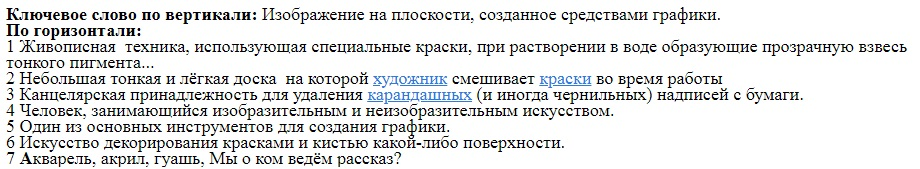 Ключевое слово по вертикали: Изображение на плоскости, созданное средствами графики.
По горизонтали:
1 Живописная  техника, использующая специальные краски, при растворении в воде образующие прозрачную взвесь
тонкого пигмента...
2 Небольшая тонкая и лёгкая доска  на которой художник смешивает краски во время работы
3 Канцелярская принадлежность для удаления карандашных (и иногда чернильных) надписей с бумаги.
4 Человек, занимающийся изобразительным и неизобразительным искусством.
5 Один из основных инструментов для создания графики.
6 Искусство декорирования красками и кистью какой-либо поверхности.
7 Акварель, акрил, гуашь, Мы о ком ведём рассказ?